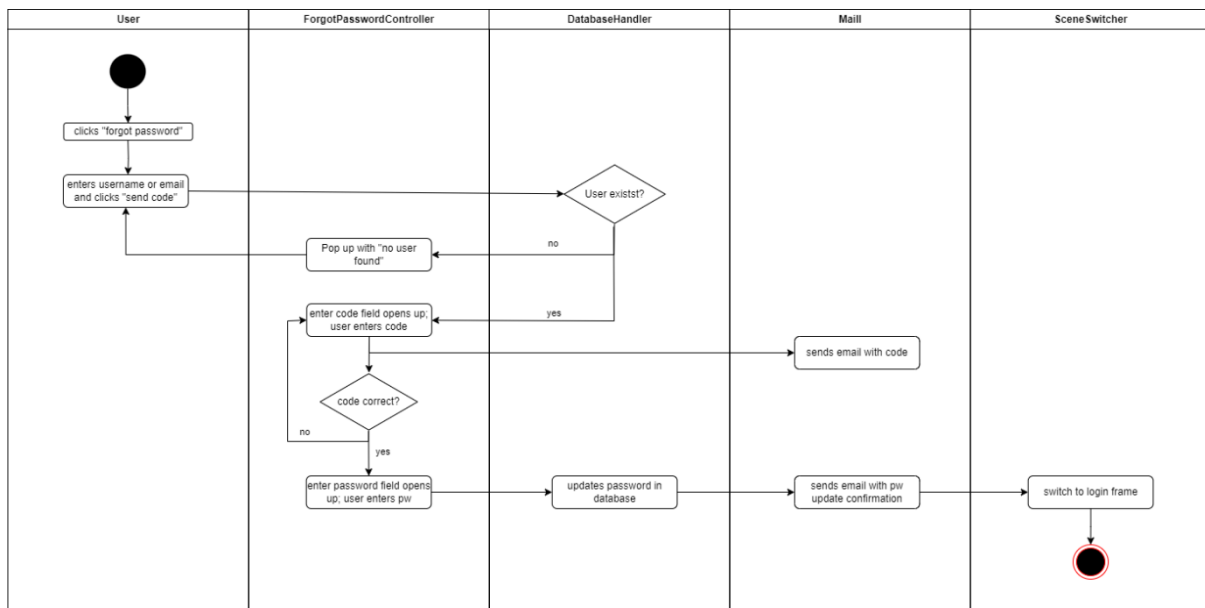 User
ForgotPasswordController
DatabaseHandler
Maill
SceneSwitcher
clicks "forgot password"
enters username or email
and clicks "send code"
User existst?
no
Pop up with "no user
found"
yes
enter code field opens up;
user enters code
sends email with code
code correct?
no
yes
enter password field opens
up; user enters pw
updates password in
database
sends email with pw
update confirmation
switch to login frame